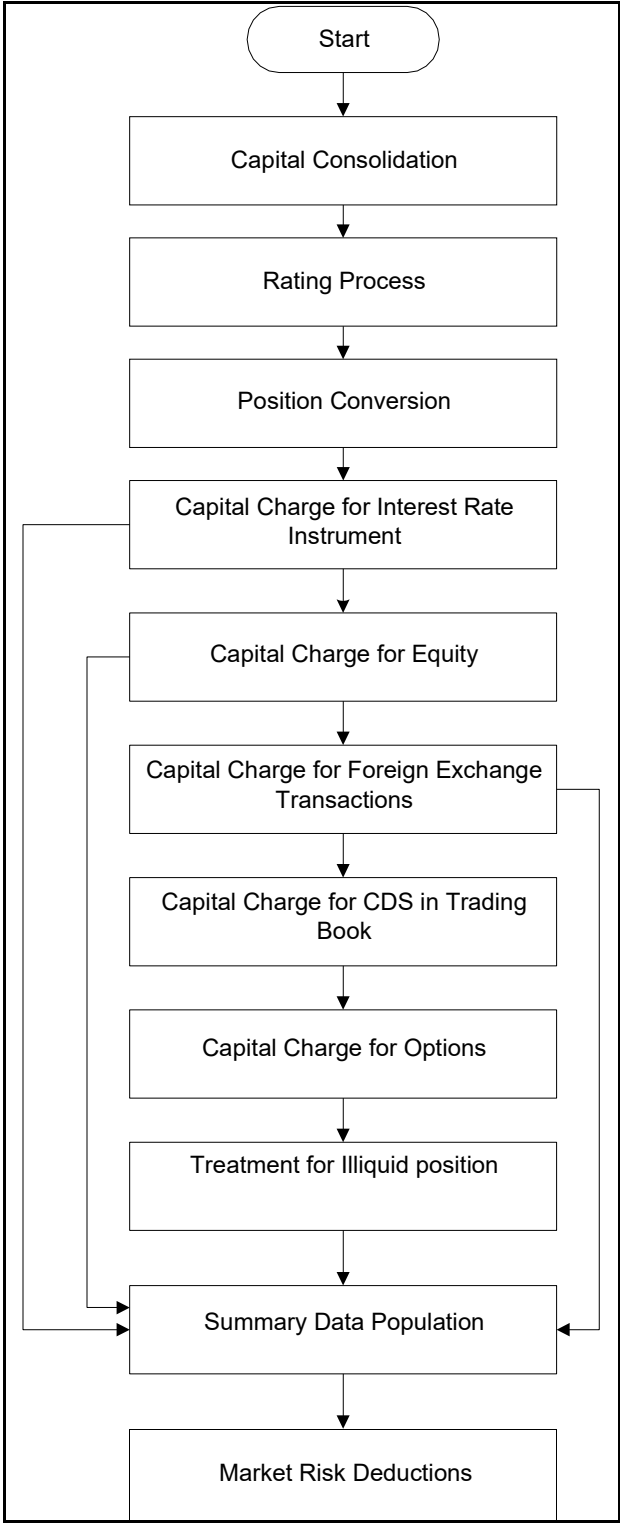 Start
Capital Consolidation
Rating Process
Position Conversion
Capital Charge for Interest Rate
Instrument
Capital Charge for Equity
Capital Charge for Foreign Exchange
Transactions
Capital Charge for CDS in Trading
Book
Capital Charge for Options
Treatment for Illiquid position
Summary Data Population
Market Risk Deductions